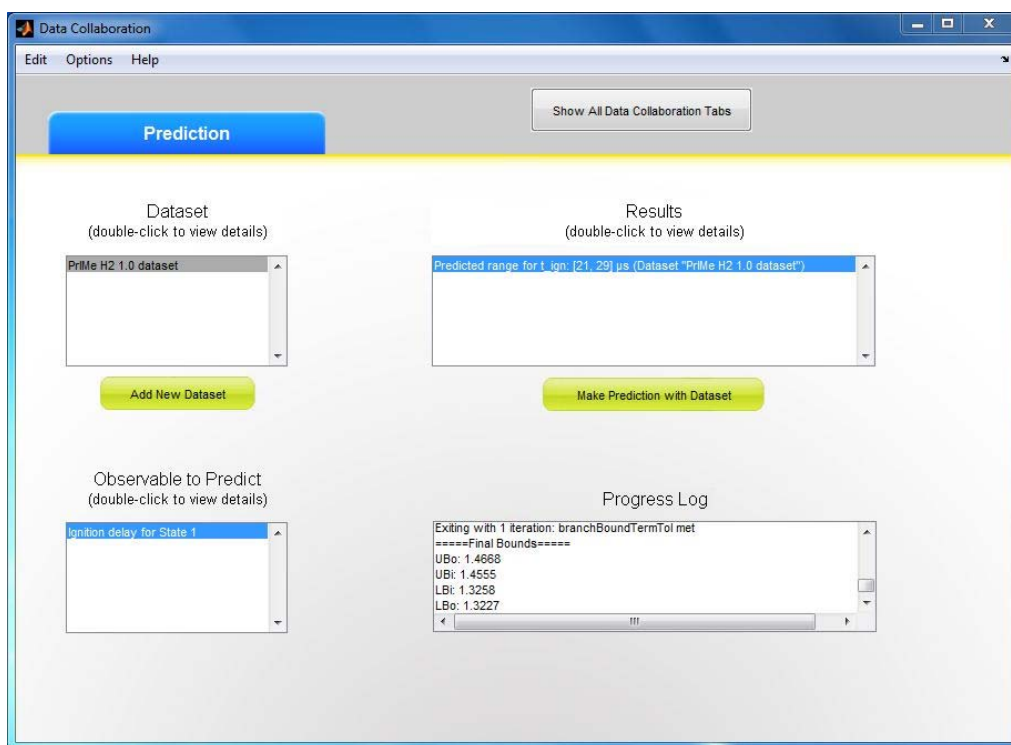 Data Collaboration
Edit Options Help
Show All Data Collaboration Tabs
Prediction
Dataset
(double-click to view details)
PrIMe H2 1.0 dataset
Add New Dataset
Results
(double-click to view details)
Predicted range for t_ign: [21, 29] µs (Dataset "PrIMe H2 1.0 dataset")
Make Prediction with Dataset
Observable to Predict
(double-click to view details)
Ignition delay for State 1
Progress Log
Exiting with 1 iteration: branchBoundTermTol met
=====Final Bounds=====
UBo: 1.4668
UBi: 1.4555
LBi: 1.3258
LBo: 1.3227